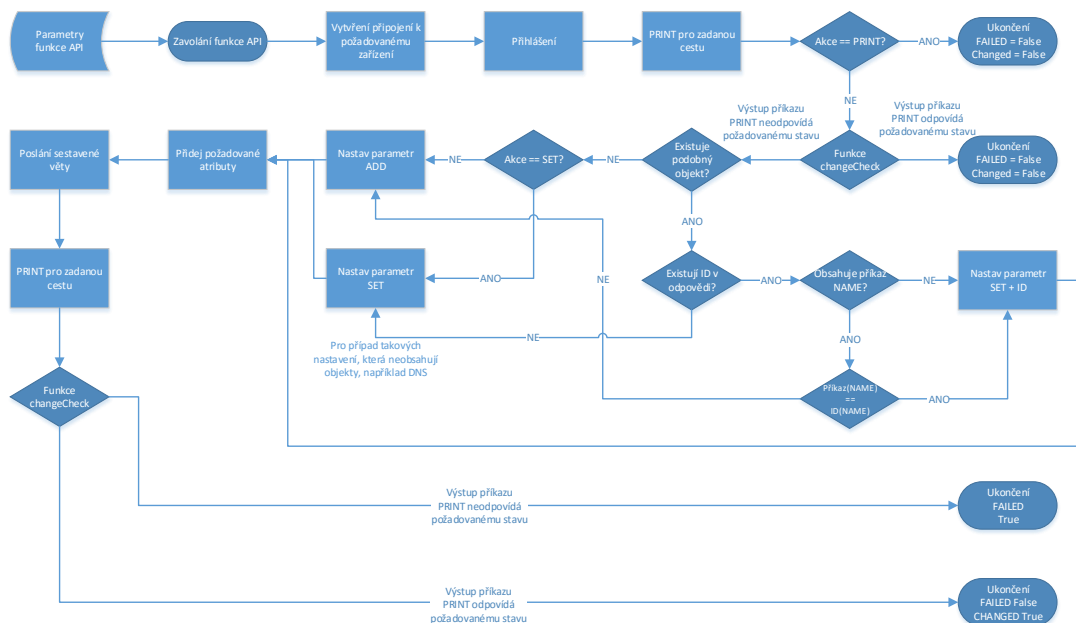 Parametry
funkce API
Zavolání funkce API
Vytvření připojení k
požadovanému
zařízení
Přihlášení
PRINT pro zadanou
cestu
Akce == PRINT?
ANO
Ukončení
FAILED = False
Changed = False
NE
Výstup příkazu
PRINT neodpovídá
požadovanému stavu
Výstup příkazu
PRINT odpovídá
požadovanému stavu
Poslání sestavené
věty
Přidej požadované
atributy
Nastav parametr
ADD
NE
Akce == SET?
NE
Existuje
podobný
objekt?
Funkce
changeCheck
Ukončení
FAILED = False
Changed = False
ANO
PRINT pro zadanou
cestu
Nastav parametr
SET
ANO
NE
Existují ID v
odpovědi?
ANO
Obsahuje příkaz
NAME?
NE
Nastav parametr
SET + ID
NE
Pro případ takových
nastavení, která neobsahují
objekty, například DNS
ANO
Funkce
changeCheck
Příkaz(NAME)
==
ID(NAME)
ANO
Výstup příkazu
PRINT neodpovídá
požadovanému stavu
Ukončení
FAILED
True
Výstup příkazu
PRINT odpovídá
požadovanému stavu
Ukončení
FAILED False
CHANGED True